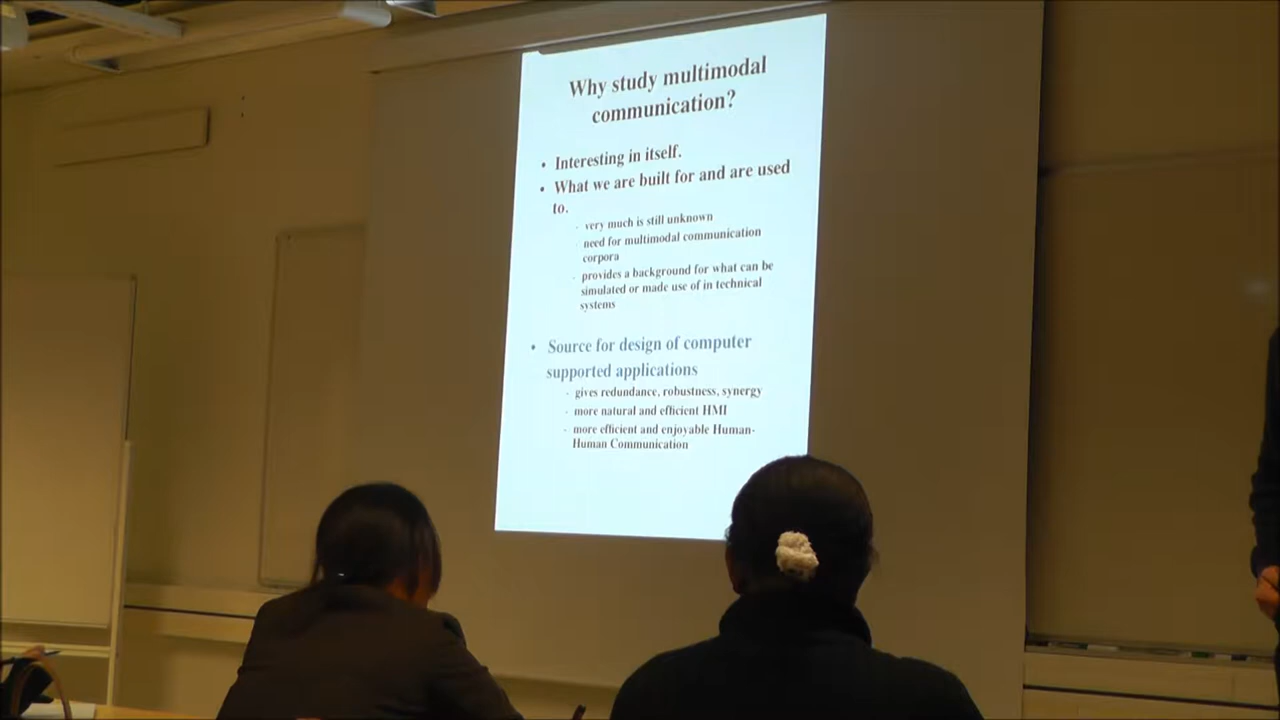 Why study multimodal
communication?
• Interesting in itself.
• What we are built for and are used
to.
- very much is still unknown
- need for multimodal communication
corpora
- provides a background for what can be
simulated or made use of in technical
systems
• Source for design of computer
supported applications
- gives redundance, robustness, synergy
- more natural and efficient HMI
- more efficient and enjoyable Human-
Human Communication